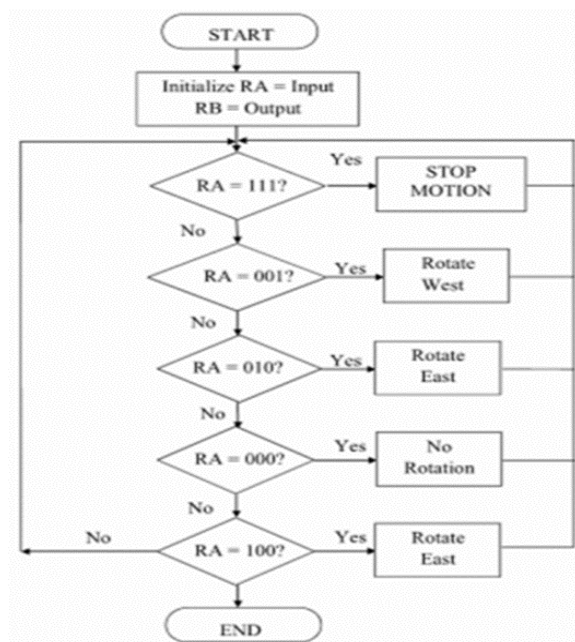 START
Initialize RA = Input
RB = Output
RA = 111?
Yes
STOP
MOTION
No
RA = 001?
Yes
Rotate
West
No
RA = 010?
Yes
Rotate
East
No
RA = 000?
Yes
No
Rotation
No
No
RA = 100?
Yes
Rotate
East
END